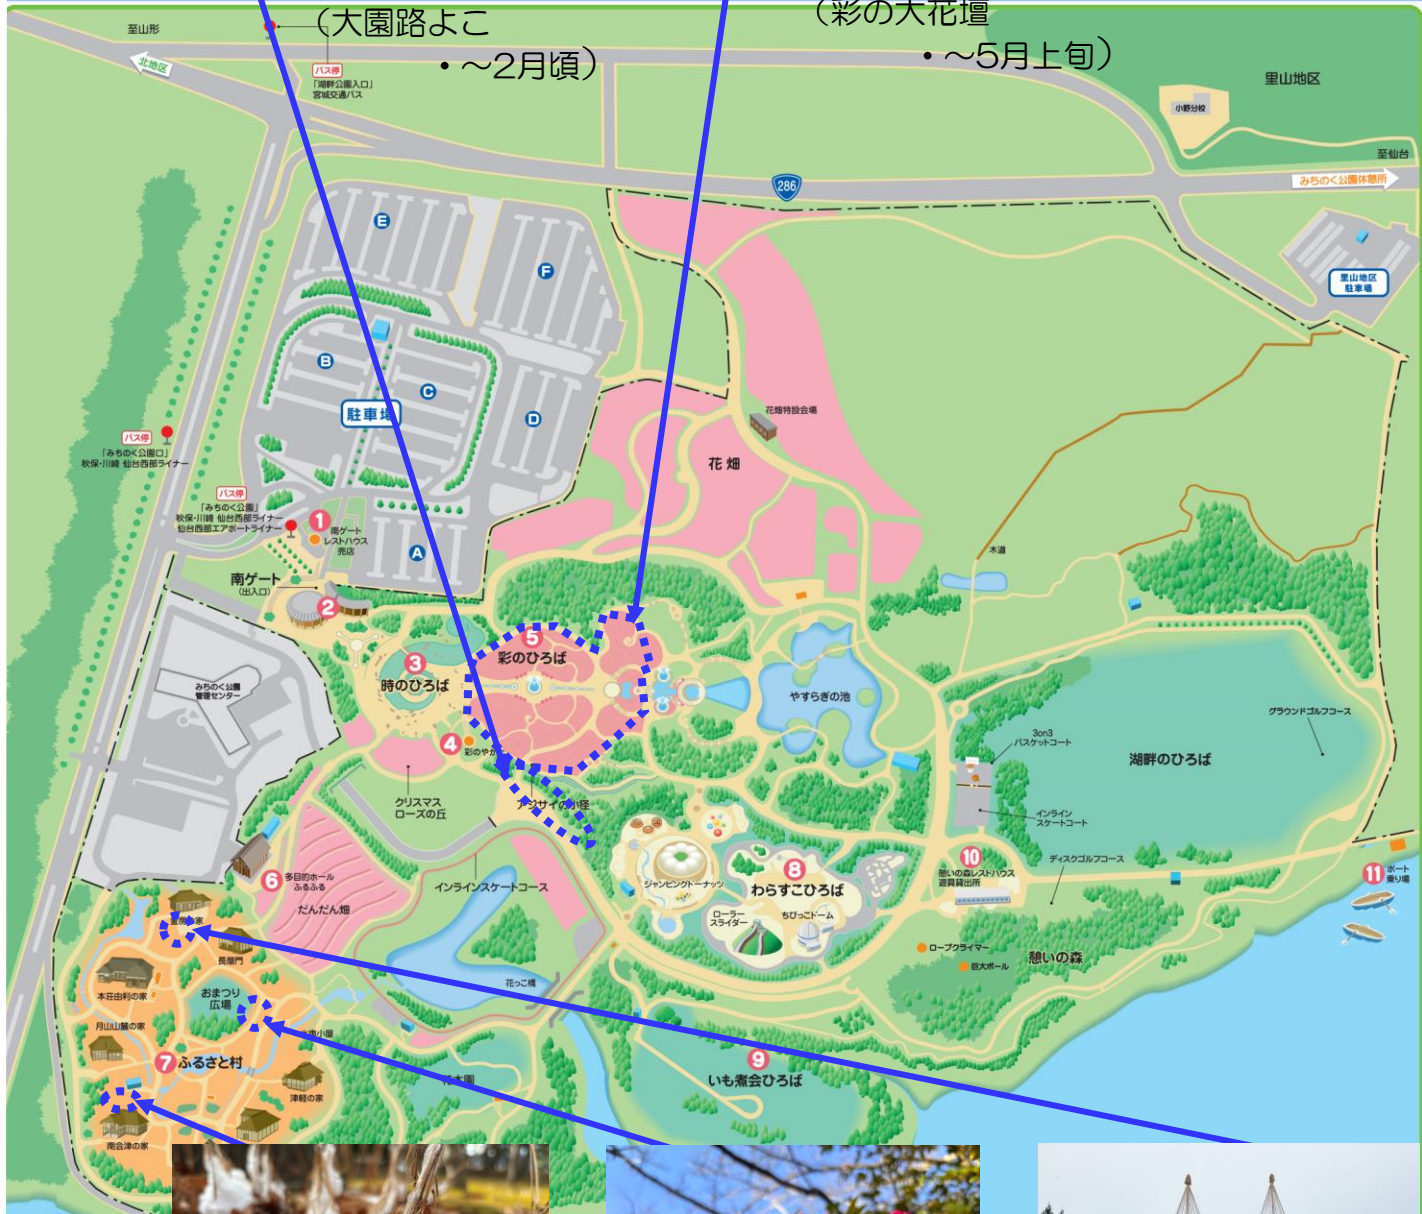 （大園路よこ
・～2月頃）
（彩の大花壇
・～5月上旬）
至山形
北地区
バス停
「湖畔公園入口」
宮城交通バス
里山地区
小野分校
至仙台
みちのく公園休憩所
286
里山地区
駐車場
E
F
B
C
D
駐車場
A
バス停
「みちのく公園口」
秋保・川崎 仙台西部ライナー
バス停
「みちのく公園」
秋保・川崎 仙台西部ライナー
仙台西部エアポートライナー
1
南ゲート
レストハウス
売店
南ゲート
（出入口）
2
花畑特設会場
花畑
木道
みちのく公園
管理センター
3
時のひろば
5
彩のひろば
4
彩のやかた
やすらぎの池
グラウンドゴルフコース
3on3
バスケットコート
湖畔のひろば
インライン
スケートコート
クリスマス
ローズの丘
アジサイの小径
6
多目的ホール
ふるふる
だんだん畑
インラインスケートコース
ジャンピングドーナッツ
8
わらすこひろば
ローラー
スライダー
ちびっこドーム
10
憩いの森レストハウス
遊具貸出所
ディスクゴルフコース
11
ボート
乗り場
ロープクライマー
巨大ボール
憩いの森
長屋門
本荘由利の家
おまつり
広場
花っこ橋
月山山麓の家
7
ふるさと村
津軽の家
南会津の家
9
いも煮会ひろば